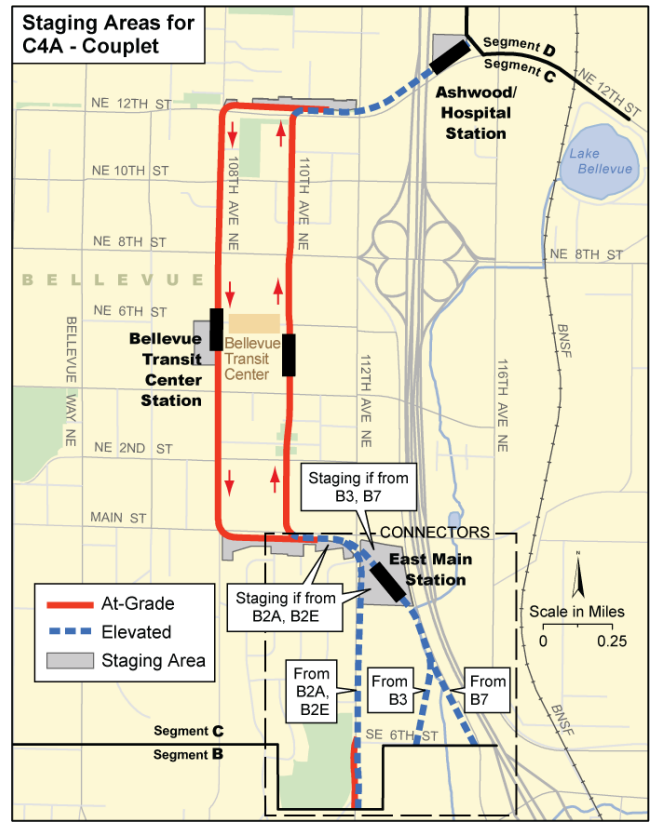 Staging Areas for
C4A - Couplet
Segment D
Segment C
NE 12TH ST
NE 12TH ST
Ashwood/
Hospital
Station
Lake
Bellevue
108TH AVE NE
110TH AVE NE
NE 10TH ST
NE 8TH ST
NE 8TH ST
BELLEVUE
NE 6TH ST
Bellevue
Transit
Center
Station
Bellevue
Transit
Center
BELLEVUE WAY NE
112TH AVE NE
116TH AVE NE
BNSF
NE 2ND ST
Staging if from
B3, B7
MAIN ST
CONNECTORS
East Main
Station
N
Scale in Miles
0 0.25
At-Grade
Elevated
Staging Area
Staging if from
B2A, B2E
From
B2A,
B2E
From
B3
From
B7
BNSF
Segment C
Segment B
SE 6TH ST